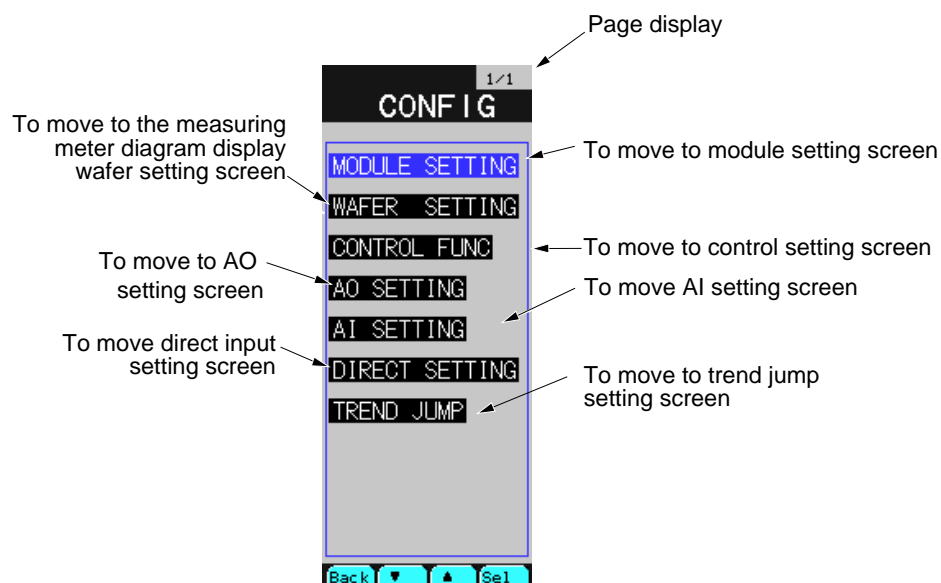 Page display
1/1
CONFIG
To move to the measuring
meter diagram display
wafer setting screen
MODULE SETTING
To move to module setting screen
WAFER SETTING
CONTROL FUNC
To move to control setting screen
To move to AO
setting screen
AO SETTING
To move AI setting screen
AI SETTING
To move direct input
setting screen
DIRECT SETTING
To move to trend jump
setting screen
TREND JUMP
Back ▼ ▲ Sel